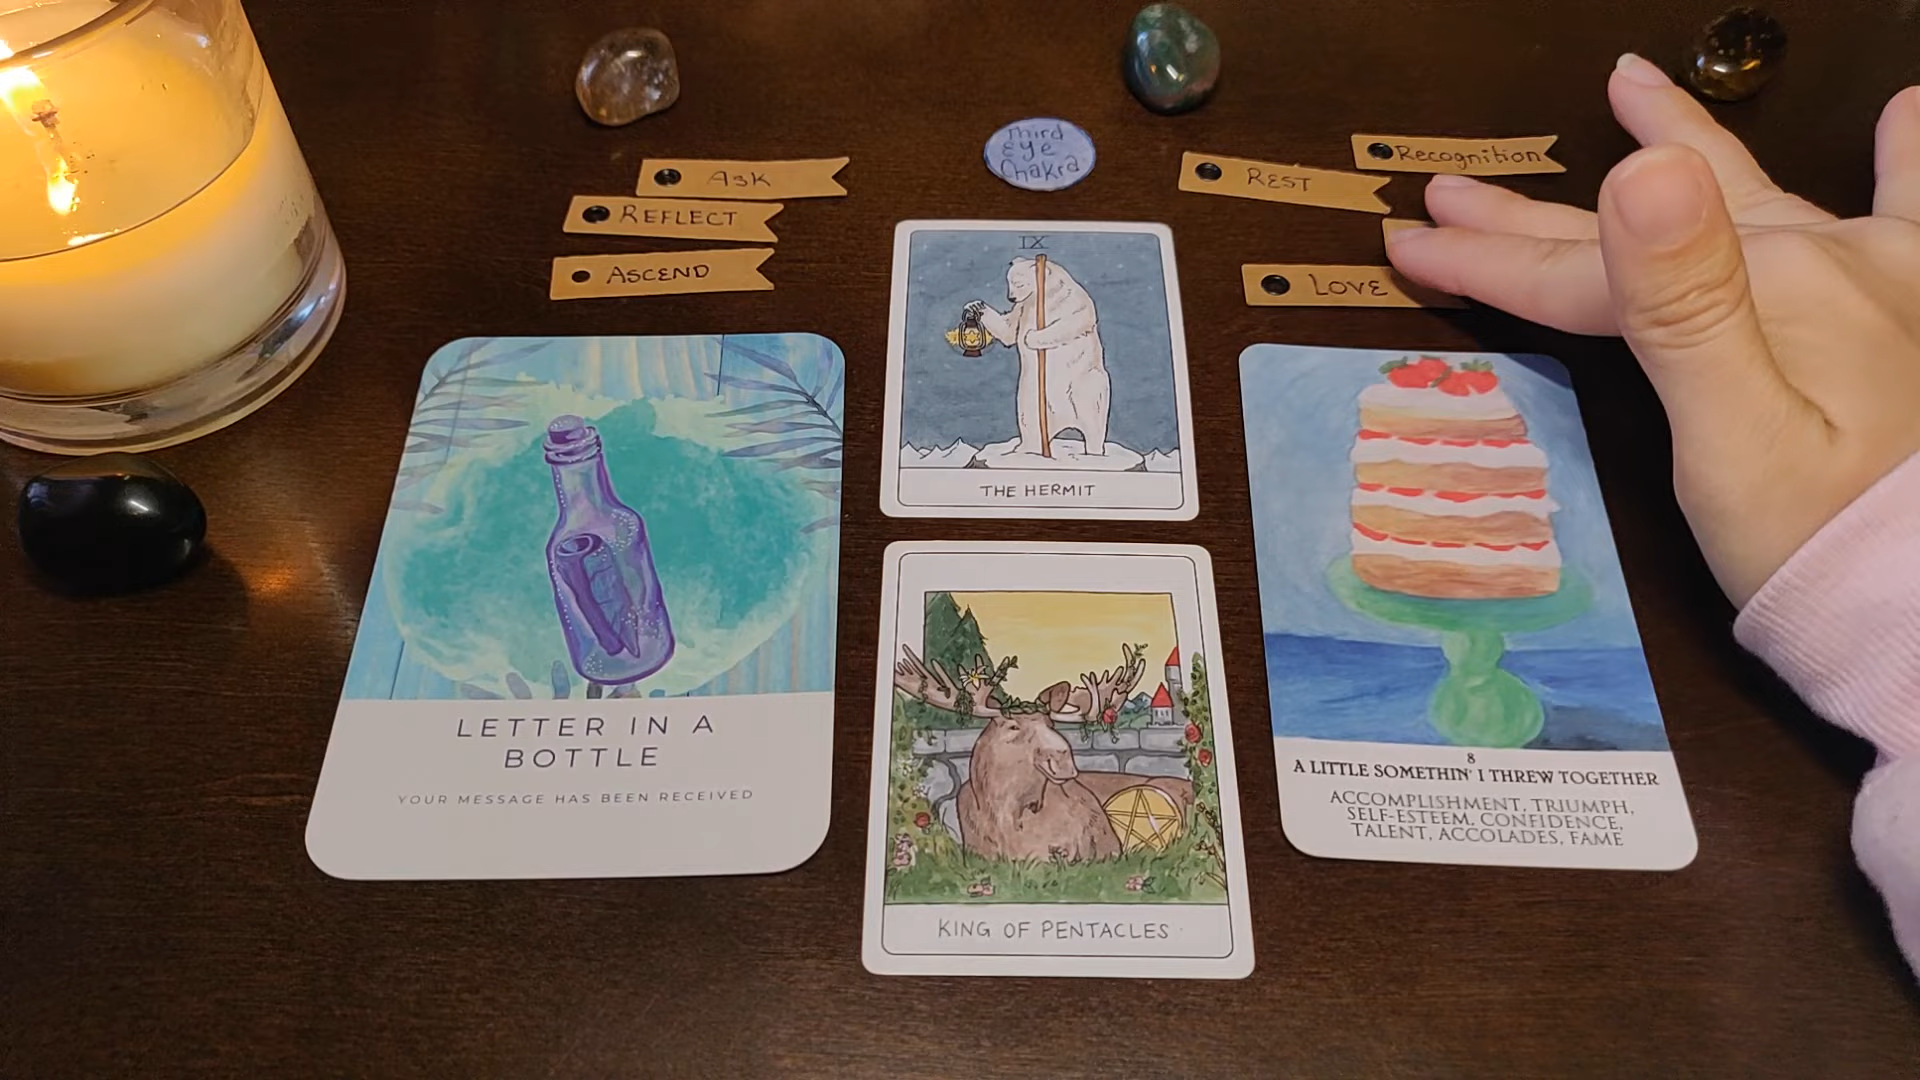 Ask
REFLECT
ASCEND
Third
Eye
Chakra
REST
Recognition
LOVE
IX
THE HERMIT
LETTER IN A
BOTTLE
YOUR MESSAGE HAS BEEN RECEIVED
KING OF PENTACLES
8
A LITTLE SOMETHIN' I THREW TOGETHER
ACCOMPLISHMENT, TRIUMPH,
SELF-ESTEEM, CONFIDENCE,
TALENT, ACCOLADES, FAME